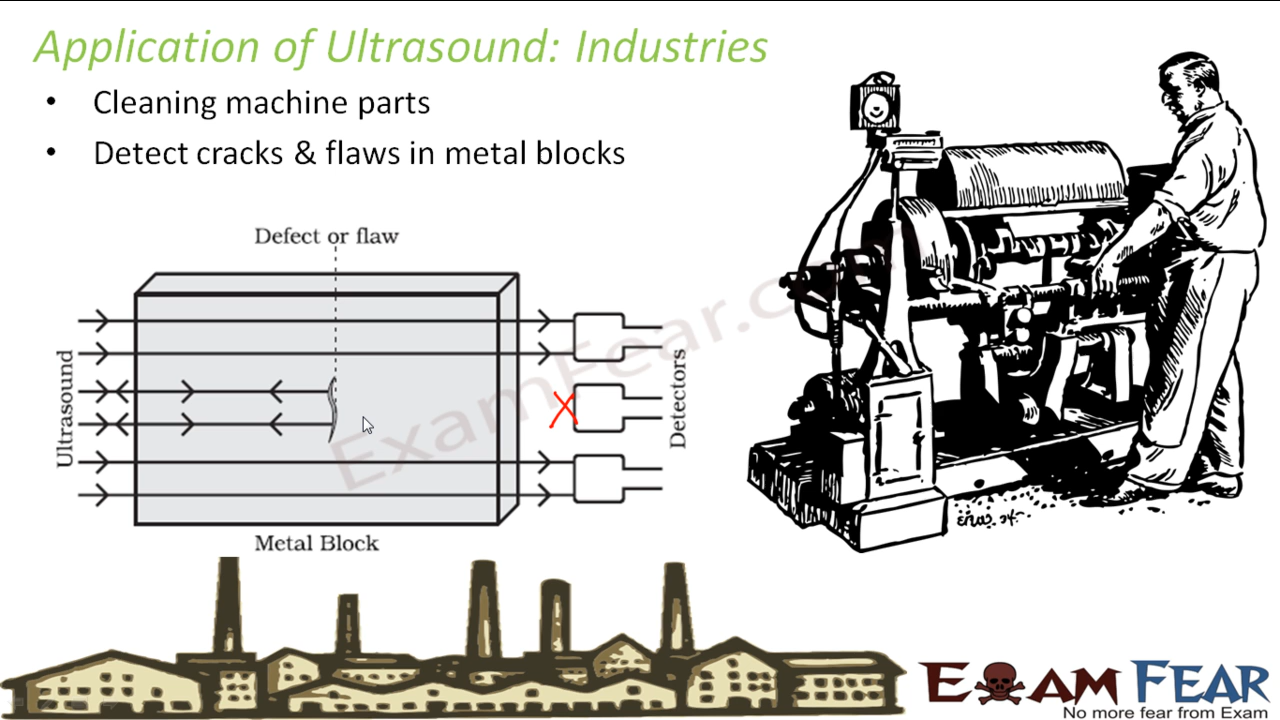 Application of Ultrasound: Industries
• Cleaning machine parts
• Detect cracks & flaws in metal blocks
Defect or flaw
Ultrasound
Detectors
Metal Block
ExamFear.co
EXAM FEAR
No more fear from Exam